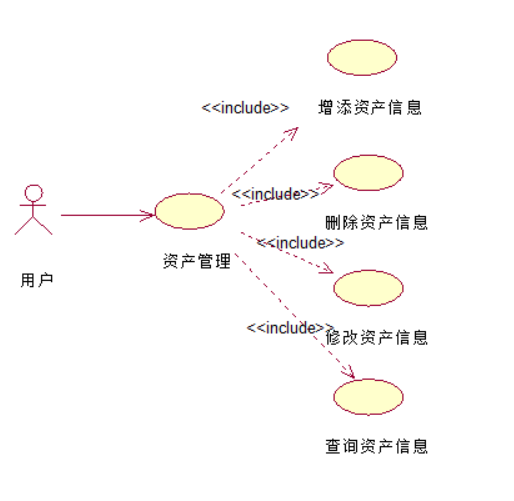 <<include>>
增添资产信息
<<include>>
删除资产信息
<<include>>
资产管理
用户
<<include>>
修改资产信息
查询资产信息